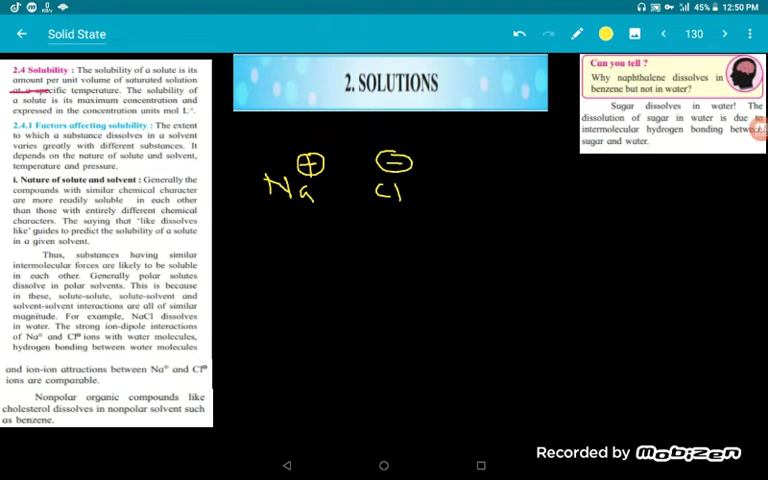 45% 12:50 PM
Solid State
130
2.4 Solubility : The solubility of a solute is its
amount per unit volume of saturated solution
at a specific temperature. The solubility of
a solute is its maximum concentration and
expressed in the concentration units mol L⁻¹.
2.4.1 Factors affecting solubility : The extent
to which a substance dissolves in a solvent
varies greatly with different substances. It
depends on the nature of solute and solvent,
temperature and pressure.
i. Nature of solute and solvent : Generally the
compounds with similar chemical character
are more readily soluble in each other
than those with entirely different chemical
characters. The saying that 'like dissolves
like' guides to predict the solubility of a solute
in a given solvent.
Thus, substances having similar
intermolecular forces are likely to be soluble
in each other. Generally polar solutes
dissolve in polar solvents. This is because
in these, solute-solute, solute-solvent and
solvent-solvent interactions are all of similar
magnitude. For example, NaCl dissolves
in water. The strong ion-dipole interactions
of Na⊕ and Cl⊖ ions with water molecules,
hydrogen bonding between water molecules
and ion-ion attractions between Na⊕ and Cl⊖
ions are comparable.
Nonpolar organic compounds like
cholesterol dissolves in nonpolar solvent such
as benzene.
2. SOLUTIONS
Na⊕ Cl⊖
Can you tell ?
Why naphthalene dissolves in
benzene but not in water?
Sugar dissolves in water! The
dissolution of sugar in water is due to
intermolecular hydrogen bonding between
sugar and water.
Recorded by Mobizen